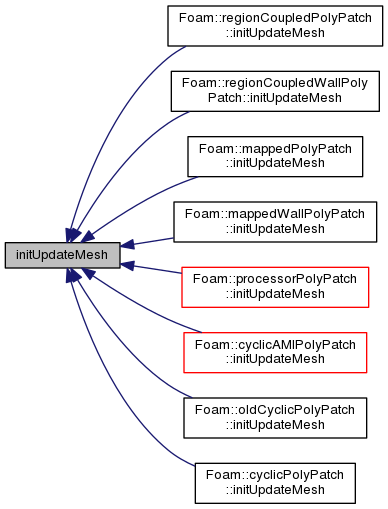 Foam::regionCoupledPolyPatch
::initUpdateMesh
Foam::regionCoupledWallPoly
Patch::initUpdateMesh
Foam::mappedPolyPatch
::initUpdateMesh
Foam::mappedWallPolyPatch
::initUpdateMesh
initUpdateMesh
Foam::processorPolyPatch
::initUpdateMesh
Foam::cyclicAMIPolyPatch
::initUpdateMesh
Foam::oldCyclicPolyPatch
::initUpdateMesh
Foam::cyclicPolyPatch
::initUpdateMesh